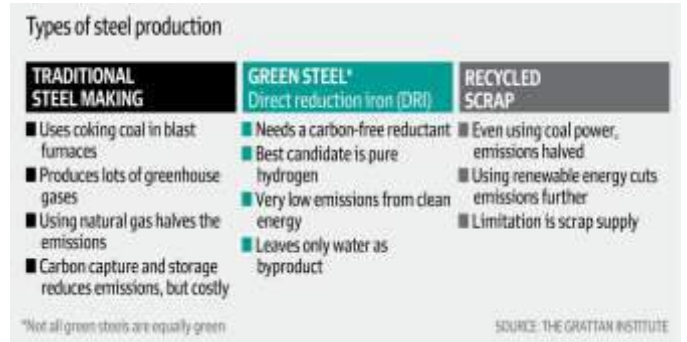 Types of steel production
TRADITIONAL
STEEL MAKING
Uses coking coal in blast
furnaces
Produces lots of greenhouse
gases
Using natural gas halves the
emissions
Carbon capture and storage
reduces emissions, but costly
GREEN STEEL*
Direct reduction iron (DRI)
Needs a carbon-free reductant
Best candidate is pure
hydrogen
Very low emissions from clean
energy
Leaves only water as
byproduct
RECYCLED
SCRAP
Even using coal power,
emissions halved
Using renewable energy cuts
emissions further
Limitation is scrap supply
*Not all green steels are equally green
SOURCE: THE GRATTAN INSTITUTE